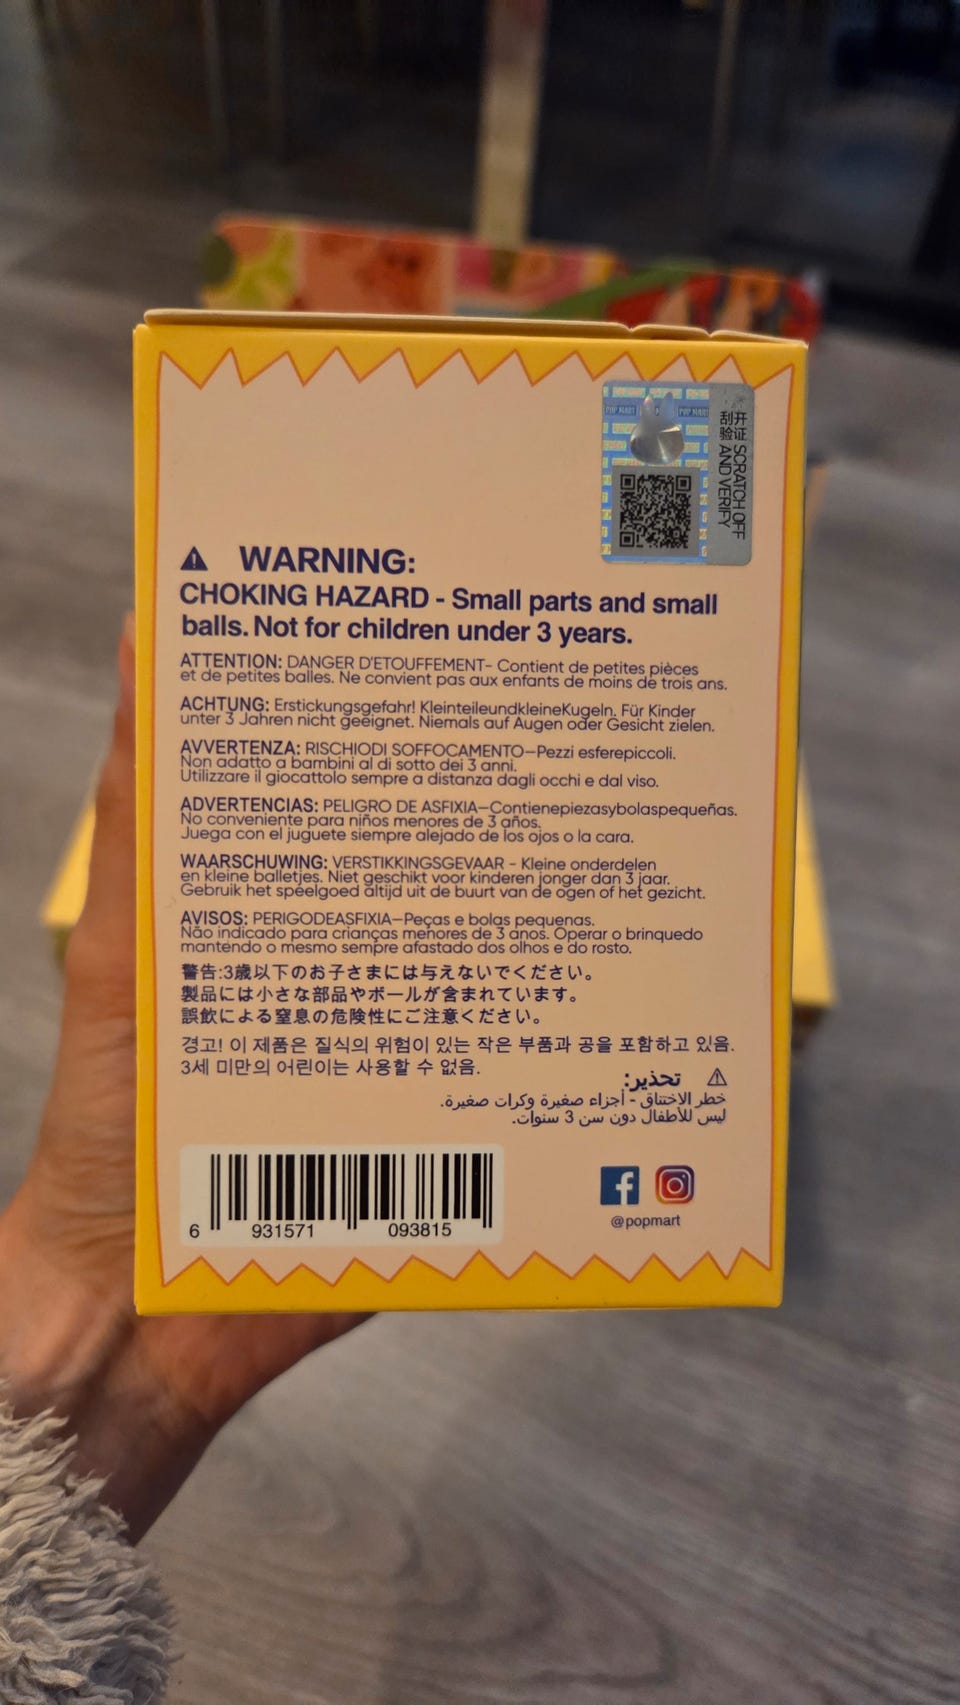 POP MART
POP MART
开证 SCRATCH OFF
刮验 AND VERIFY
WARNING:
CHOKING HAZARD - Small parts and small
balls. Not for children under 3 years.
ATTENTION: DANGER D'ETOUFFEMENT- Contient de petites pièces
et de petites balles. Ne convient pas aux enfants de moins de trois ans.
ACHTUNG: Erstickungsgefahr! KleinteileundkleineKugeln. Für Kinder
unter 3 Jahren nicht geeignet. Niemals auf Augen oder Gesicht zielen.
AVVERTENZA: RISCHIODI SOFFOCAMENTO—Pezzi esferepiccoli.
Non adatto a bambini al di sotto dei 3 anni.
Utilizzare il giocattolo sempre a distanza dagli occhi e dal viso.
ADVERTENCIAS: PELIGRO DE ASFIXIA—Contienepiezasybolaspequeñas.
No conveniente para niños menores de 3 años.
Juega con el juguete siempre alejado de los ojos o la cara.
WAARSCHUWING: VERSTIKKINGSGEVAAR - Kleine onderdelen
en kleine balletjes. Niet geschikt voor kinderen jonger dan 3 jaar.
Gebruik het speelgoed altijd uit de buurt van de ogen of het gezicht.
AVISOS: PERIGODEASFIXIA—Peças e bolas pequenas.
Não indicado para crianças menores de 3 anos. Operar o brinquedo
mantendo o mesmo sempre afastado dos olhos e do rosto.
警告:3歳以下のお子さまには与えないでください。
製品には小さな部品やボールが含まれています。
誤飲による窒息の危険性にご注意ください。
경고! 이 제품은 질식의 위험이 있는 작은 부품과 공을 포함하고 있음.
3세 미만의 어린이는 사용할 수 없음.
تحذير:
خطر الاختناق - أجزاء صغيرة وكرات صغيرة.
ليس للأطفال دون سن 3 سنوات.
6 931571 093815
@popmart